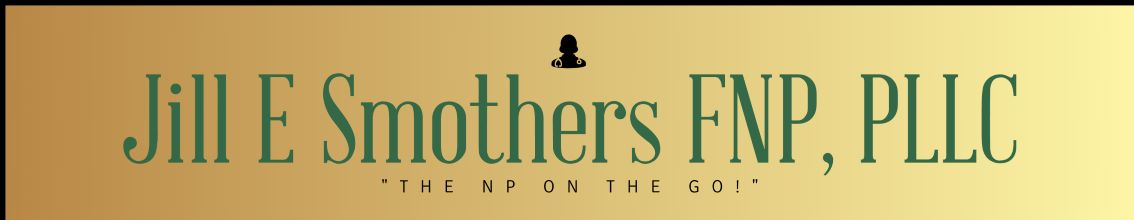 Jill E Smothers FNP, PLLC
"THE NP ON THE GO!"